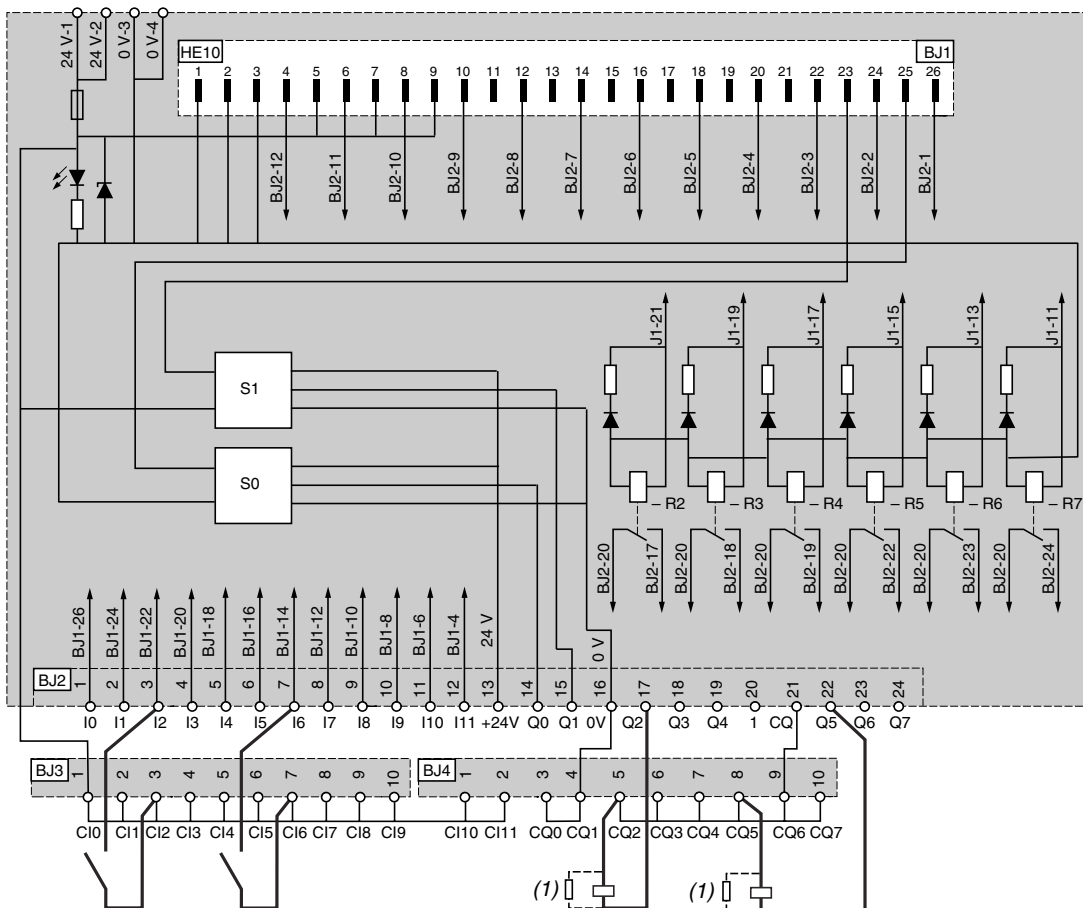 24 V-1
24 V-2
0 V-3
0 V-4
HE10
BJ1
1 2 3 4 5 6 7 8 9 10 11 12 13 14 15 16 17 18 19 20 21 22 23 24 25 26
BJ2-12
BJ2-11
BJ2-10
BJ2-9
BJ2-8
BJ2-7
BJ2-6
BJ2-5
BJ2-4
BJ2-3
BJ2-2
BJ2-1
J1-21
J1-19
J1-17
J1-15
J1-13
J1-11
S1
S0
– R2
– R3
– R4
– R5
– R6
– R7
BJ2-20
BJ2-17
BJ2-20
BJ2-18
BJ2-20
BJ2-19
BJ2-20
BJ2-22
BJ2-20
BJ2-23
BJ2-20
BJ2-24
BJ1-26
BJ1-24
BJ1-22
BJ1-20
BJ1-18
BJ1-16
BJ1-14
BJ1-12
BJ1-10
BJ1-8
BJ1-6
BJ1-4
24 V
0 V
BJ2
1 2 3 4 5 6 7 8 9 10 11 12 13 14 15 16 17 18 19 20 21 22 23 24
I0 I1 I2 I3 I4 I5 I6 I7 I8 I9 I10 I11 +24V Q0 Q1 0V Q2 Q3 Q4 1 CQ Q5 Q6 Q7
BJ3
1 2 3 4 5 6 7 8 9 10
BJ4
1 2 3 4 5 6 7 8 9 10
CI0 CI1 CI2 CI3 CI4 CI5 CI6 CI7 CI8 CI9 CI10 CI11 CQ0 CQ1 CQ2 CQ3 CQ4 CQ5 CQ6 CQ7
(1)
(1)